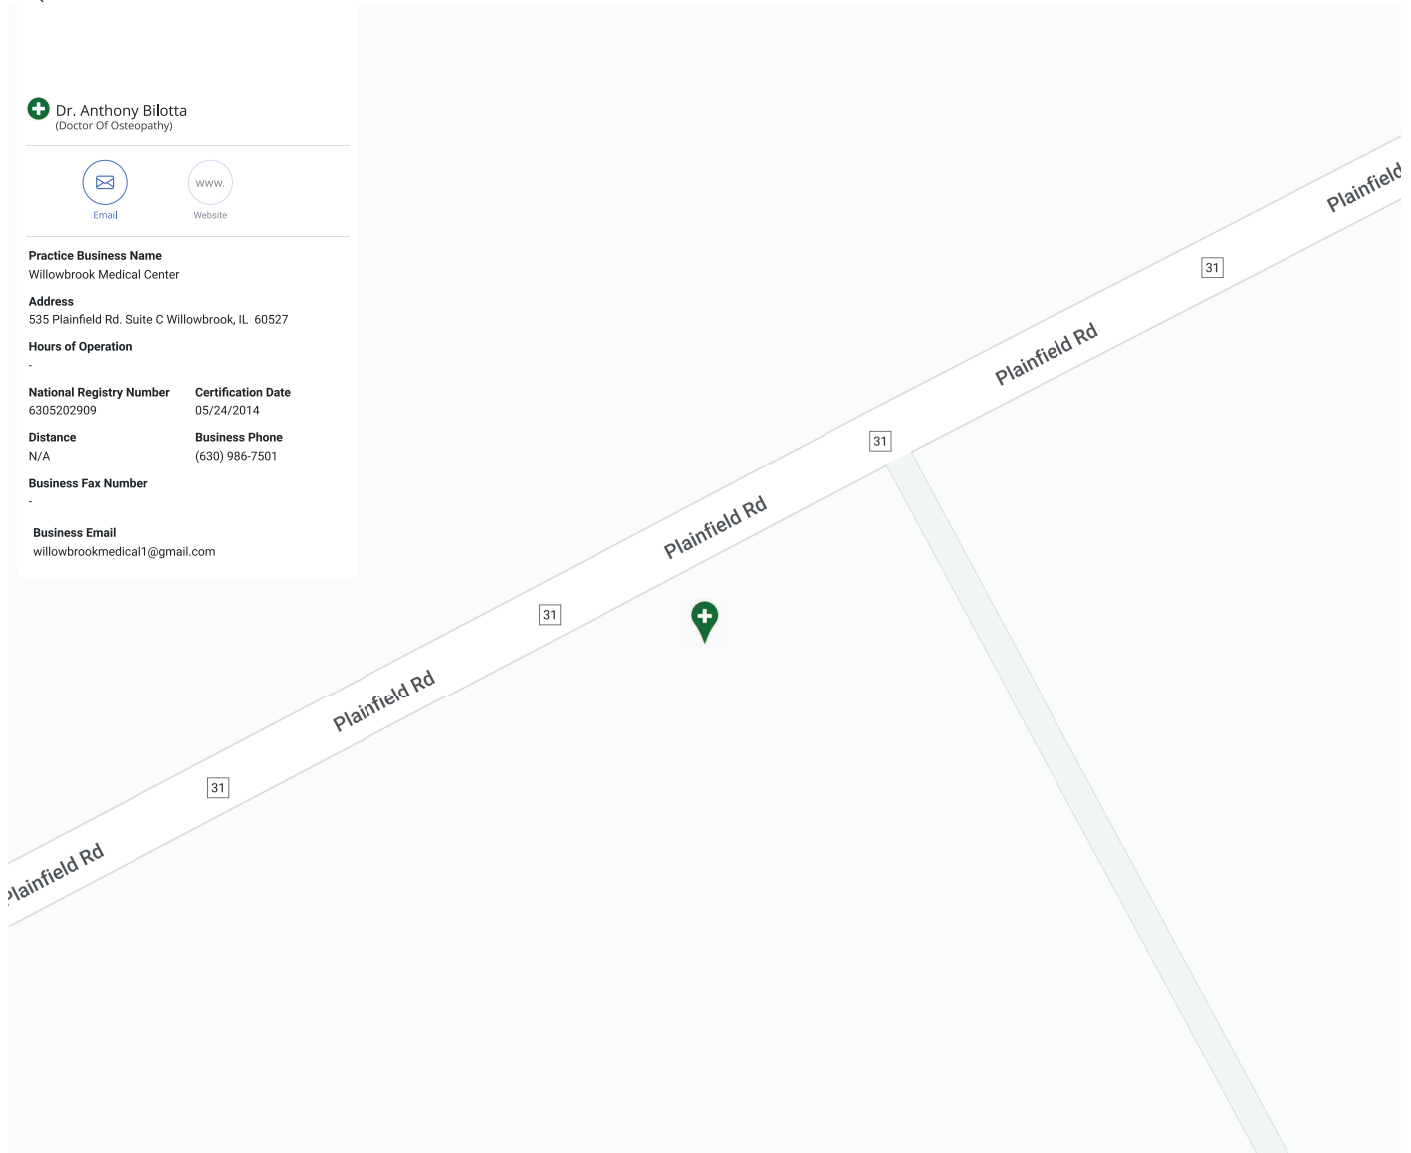 Dr. Anthony Bilotta
(Doctor Of Osteopathy)
www.
Email
Website
Practice Business Name
Willowbrook Medical Center
Address
535 Plainfield Rd. Suite C Willowbrook, IL  60527
Hours of Operation
-
National Registry Number
6305202909
Certification Date
05/24/2014
Distance
N/A
Business Phone
(630) 986-7501
Business Fax Number
-
Business Email
willowbrookmedical1@gmail.com
Plainfield
31
Plainfield Rd
31
Plainfield Rd
31
Plainfield Rd
31
Plainfield Rd